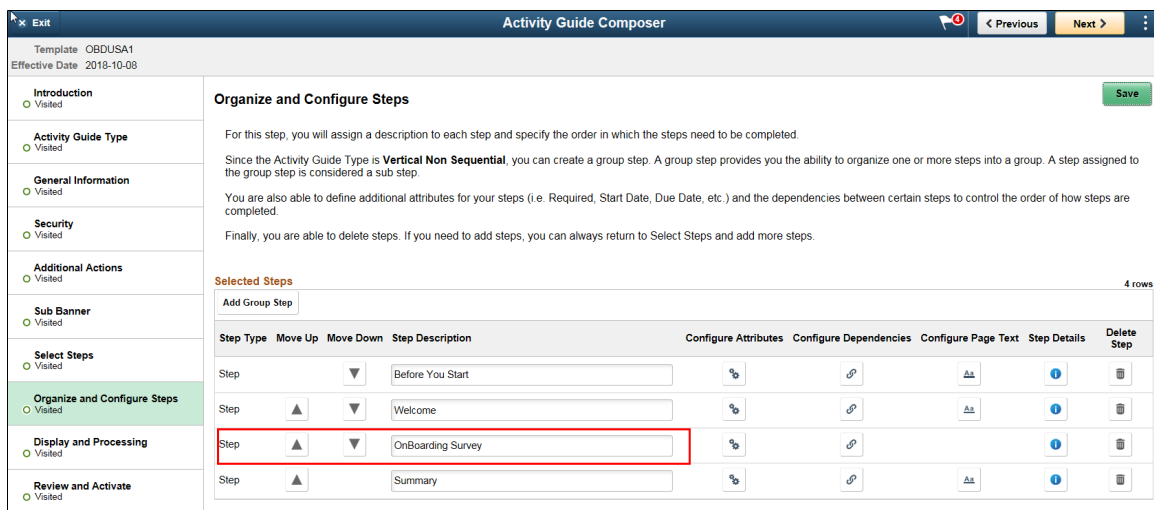 × Exit
Activity Guide Composer
4
Previous
Next
Template OBDUSA1
Effective Date 2018-10-08
Introduction
Visited
Activity Guide Type
Visited
General Information
Visited
Security
Visited
Additional Actions
Visited
Sub Banner
Visited
Select Steps
Visited
Organize and Configure Steps
Visited
Display and Processing
Visited
Review and Activate
Visited
Organize and Configure Steps
Save
For this step, you will assign a description to each step and specify the order in which the steps need to be completed.
Since the Activity Guide Type is Vertical Non Sequential, you can create a group step. A group step provides you the ability to organize one or more steps into a group. A step assigned to
the group step is considered a sub step.
You are also able to define additional attributes for your steps (i.e. Required, Start Date, Due Date, etc.) and the dependencies between certain steps to control the order of how steps are
completed.
Finally, you are able to delete steps. If you need to add steps, you can always return to Select Steps and add more steps.
Selected Steps
4 rows
Add Group Step
Step Type Move Up Move Down Step Description Configure Attributes Configure Dependencies Configure Page Text Step Details Delete
Step
Step Before You Start Aa
Step Welcome Aa
Step OnBoarding Survey
Step Summary Aa